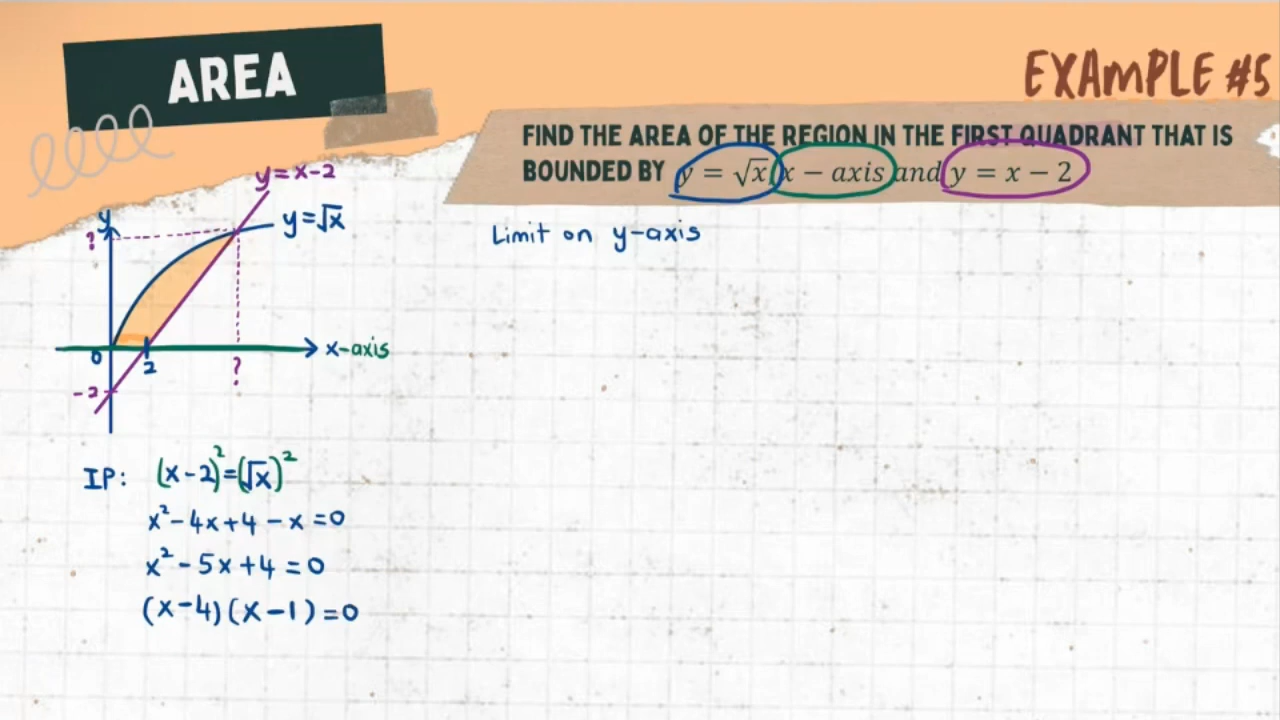 AREA
EXAMPLE #5
FIND THE AREA OF THE REGION IN THE FIRST QUADRANT THAT IS
BOUNDED BY y = √x, x − axis and y = x − 2
y=x-2
y
y=√x
?
Limit on y-axis
0
2
x-axis
?
-2
IP: (x-2)²=(√x)²
x²-4x+4-x=0
x²-5x+4=0
(x-4)(x-1)=0